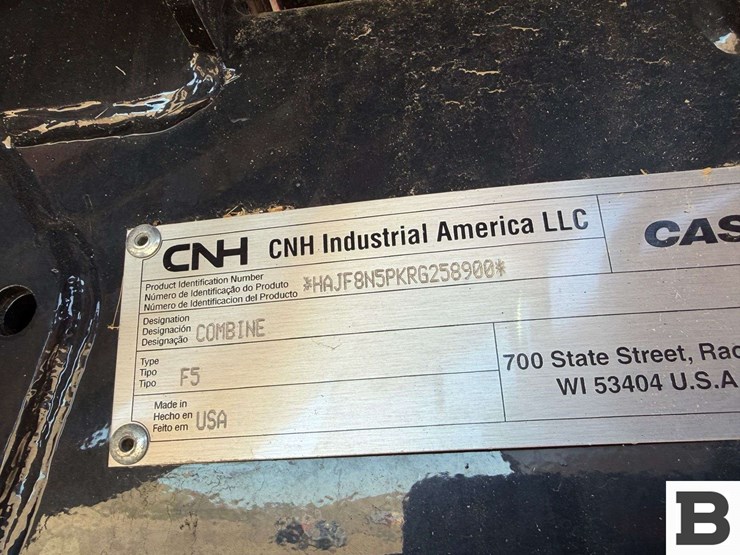 CNH CNH Industrial America LLC
CAS
Product Identification Number
Número de Identificação do Produto
Número de Identificacion del Producto
*HAJF8N5PKRG258900*
Designation
Designación
Designação
COMBINE
Type
Tipo
Tipo
F5
700 State Street, Rac
WI 53404 U.S.A
Made in
Hecho en
Feito em
USA
B